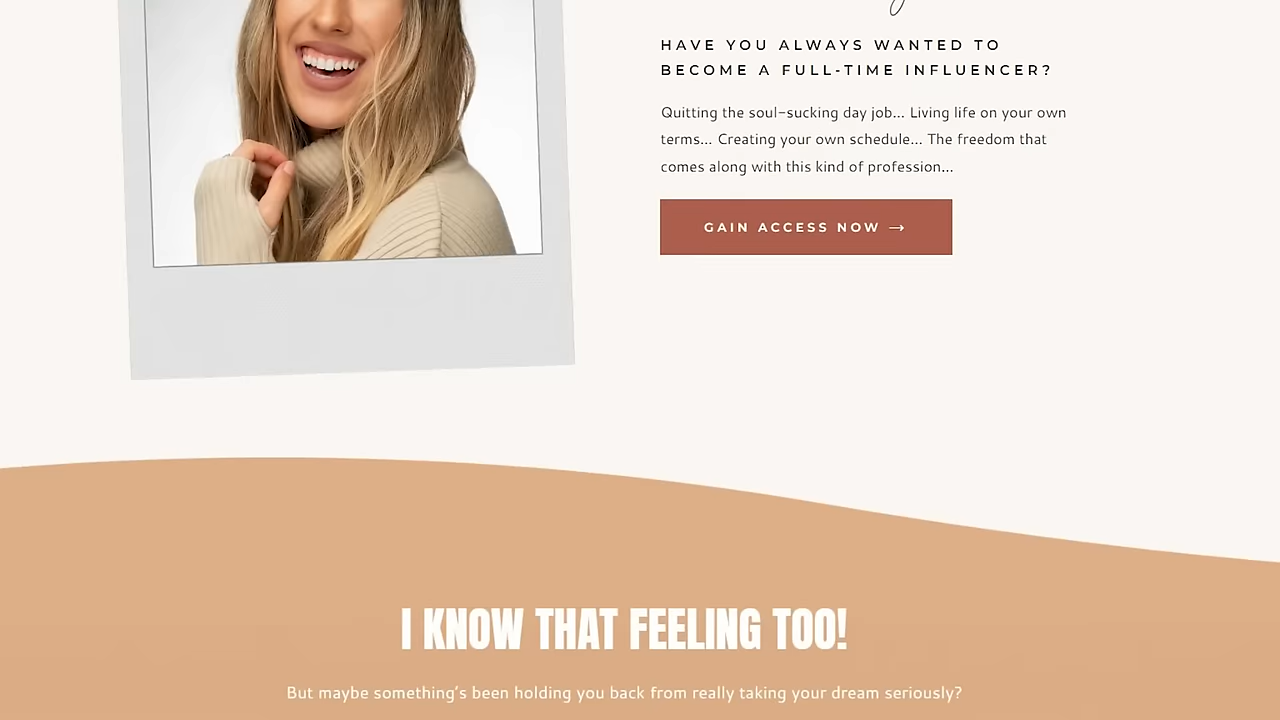 HAVE YOU ALWAYS WANTED TO
BECOME A FULL-TIME INFLUENCER?
Quitting the soul-sucking day job... Living life on your own
terms... Creating your own schedule... The freedom that
comes along with this kind of profession...
GAIN ACCESS NOW →
I KNOW THAT FEELING TOO!
But maybe something's been holding you back from really taking your dream seriously?